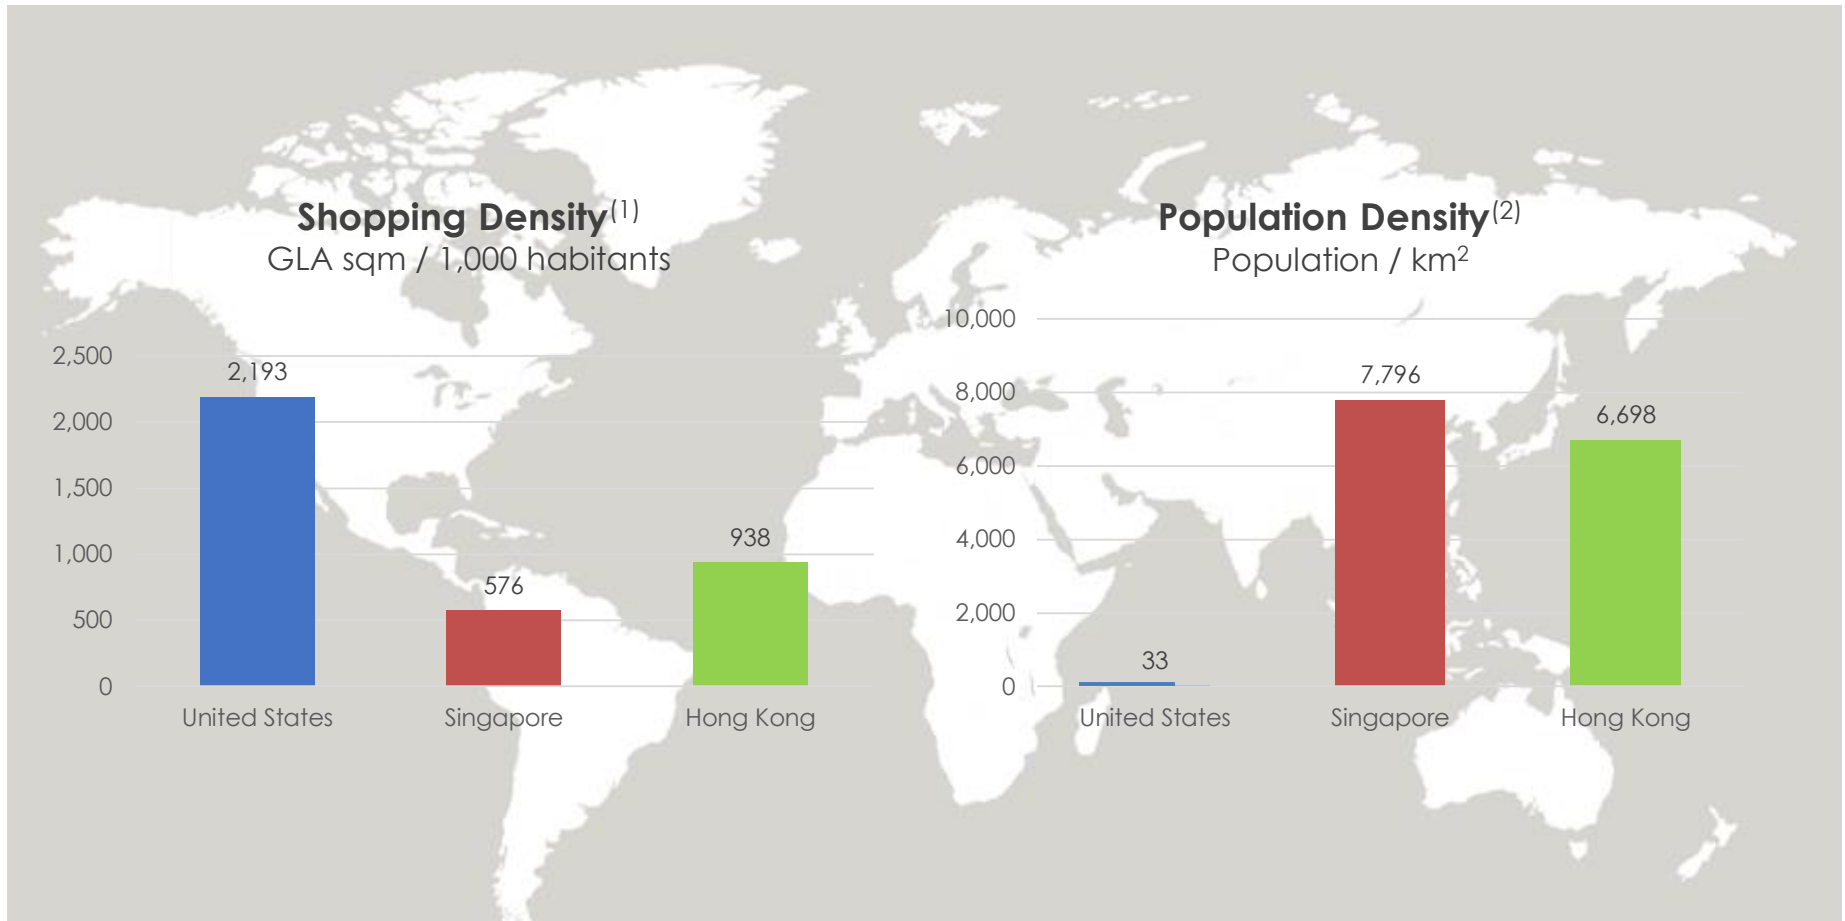 Shopping Density(1)
GLA sqm / 1,000 habitants
2,500
2,000
1,500
1,000
500
0
2,193
576
938
United States
Singapore
Hong Kong
Population Density(2)
Population / km2
10,000
8,000
6,000
4,000
2,000
0
33
7,796
6,698
United States
Singapore
Hong Kong